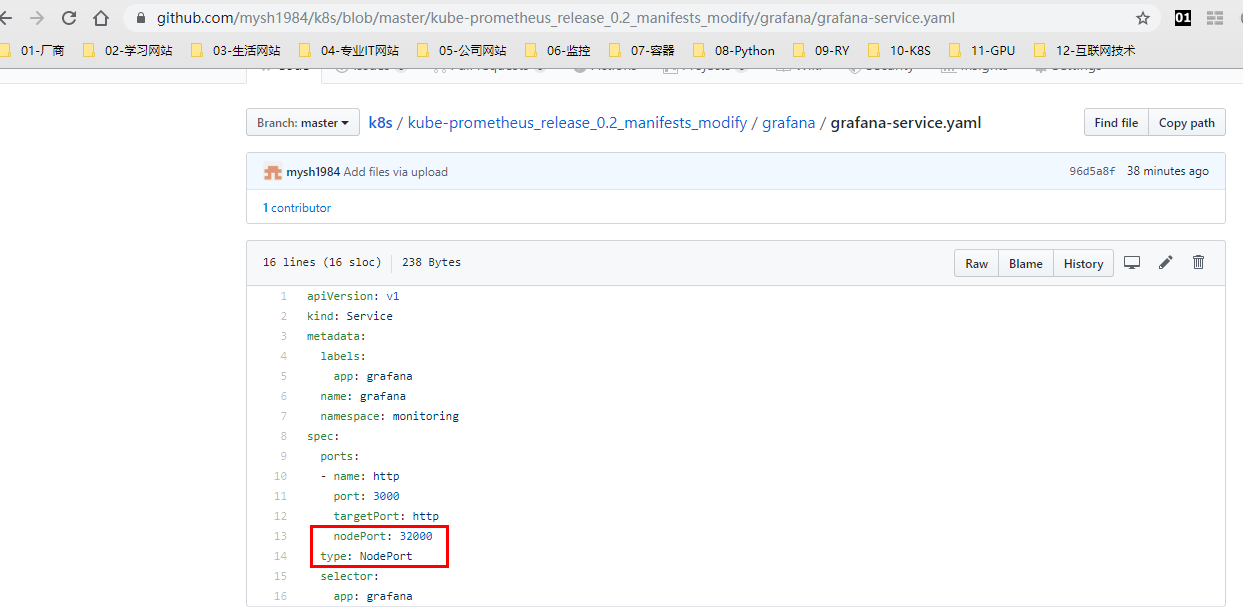 github.com/mysh1984/k8s/blob/master/kube-prometheus_release_0.2_manifests_modify/grafana/grafana-service.yaml
01
01-厂商 02-学习网站 03-生活网站 04-专业IT网站 05-公司网站 06-监控 07-容器 08-Python 09-RY 10-K8S 11-GPU 12-互联网技术
Branch: master k8s / kube-prometheus_release_0.2_manifests_modify / grafana / grafana-service.yaml Find file Copy path
mysh1984 Add files via upload 96d5a8f 38 minutes ago
1 contributor
16 lines (16 sloc) 238 Bytes Raw Blame History
1 apiVersion: v1
2 kind: Service
3 metadata:
4 labels:
5 app: grafana
6 name: grafana
7 namespace: monitoring
8 spec:
9 ports:
10 - name: http
11 port: 3000
12 targetPort: http
13 nodePort: 32000
14 type: NodePort
15 selector:
16 app: grafana